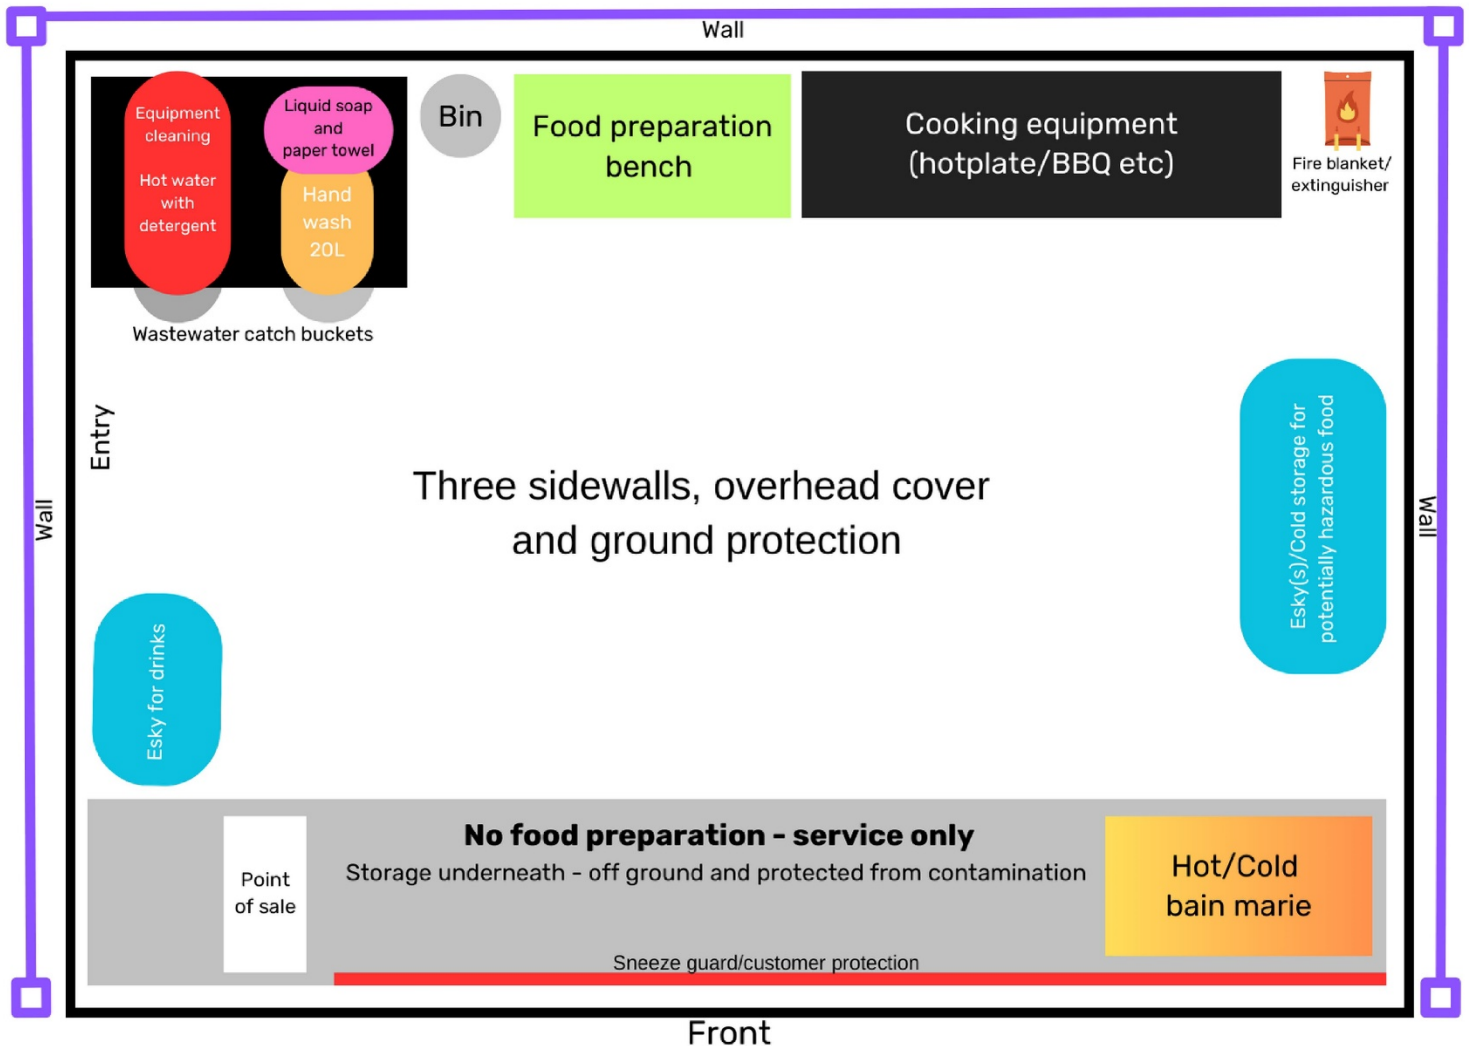 Wall
Equipment
cleaning
Hot water
with
detergent
Liquid soap
and
paper towel
Hand
wash
20L
Wastewater catch buckets
Bin
Food preparation
bench
Cooking equipment
(hotplate/BBQ etc)
Fire blanket/
extinguisher
Entry
Wall
Three sidewalls, overhead cover
and ground protection
Esky(s)/Cold storage for
potentially hazardous food
Wall
Esky for drinks
Point
of sale
No food preparation - service only
Storage underneath - off ground and protected from contamination
Hot/Cold
bain marie
Sneeze guard/customer protection
Front